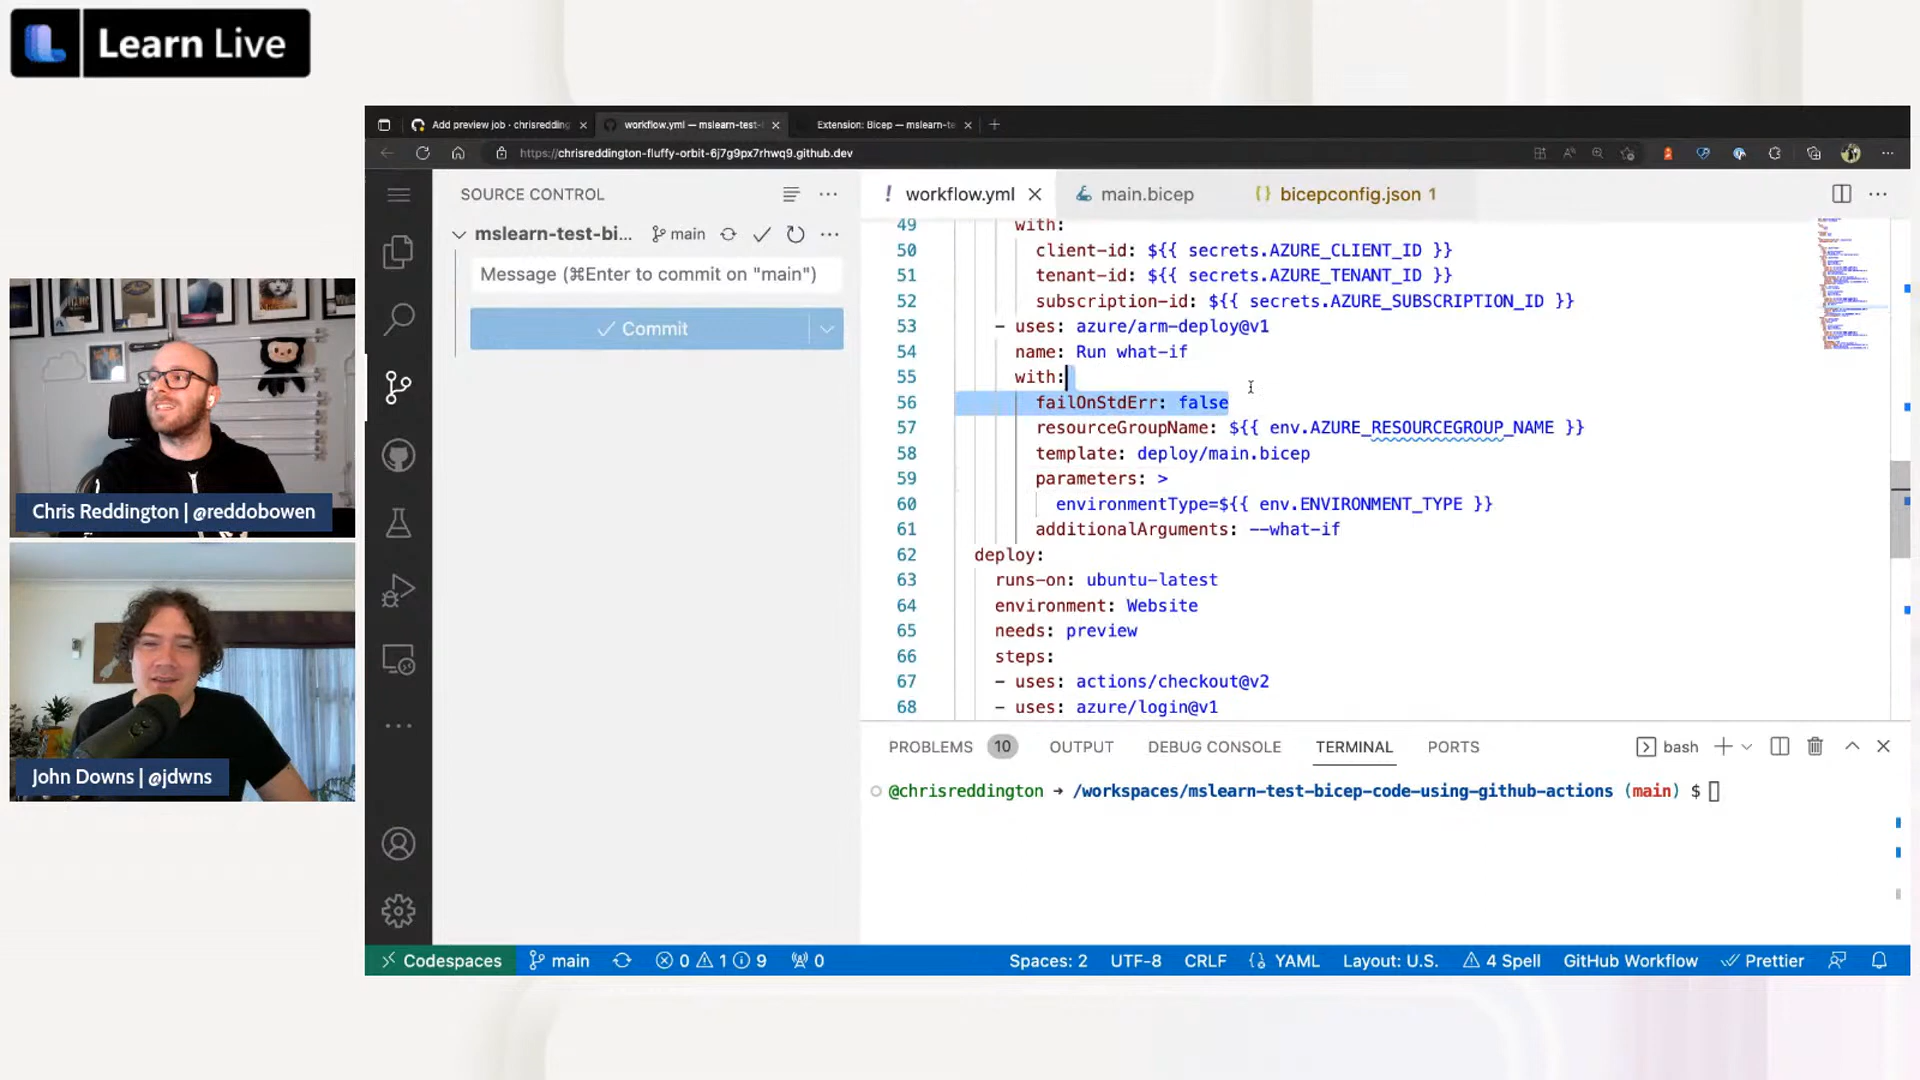 Learn Live
Add preview job · chrisredding
workflow.yml — mslearn-test-
Extension: Bicep — mslearn-te
https://chrisreddington-fluffy-orbit-6j7g9px7rhwq9.github.dev
SOURCE CONTROL
mslearn-test-bi...
main
Message (⌘Enter to commit on "main")
Commit
workflow.yml
main.bicep
bicepconfig.json 1
49 with:
50 client-id: ${{ secrets.AZURE_CLIENT_ID }}
51 tenant-id: ${{ secrets.AZURE_TENANT_ID }}
52 subscription-id: ${{ secrets.AZURE_SUBSCRIPTION_ID }}
53 - uses: azure/arm-deploy@v1
54 name: Run what-if
55 with:
56 failOnStdErr: false
57 resourceGroupName: ${{ env.AZURE_RESOURCEGROUP_NAME }}
58 template: deploy/main.bicep
59 parameters: >
60 environmentType=${{ env.ENVIRONMENT_TYPE }}
61 additionalArguments: --what-if
62 deploy:
63 runs-on: ubuntu-latest
64 environment: Website
65 needs: preview
66 steps:
67 - uses: actions/checkout@v2
68 - uses: azure/login@v1
PROBLEMS 10 OUTPUT DEBUG CONSOLE TERMINAL PORTS
bash
@chrisreddington → /workspaces/mslearn-test-bicep-code-using-github-actions (main) $
Codespaces main 0 1 9 0
Spaces: 2 UTF-8 CRLF YAML Layout: U.S. 4 Spell GitHub Workflow Prettier
Chris Reddington | @reddobowen
John Downs | @jdwns